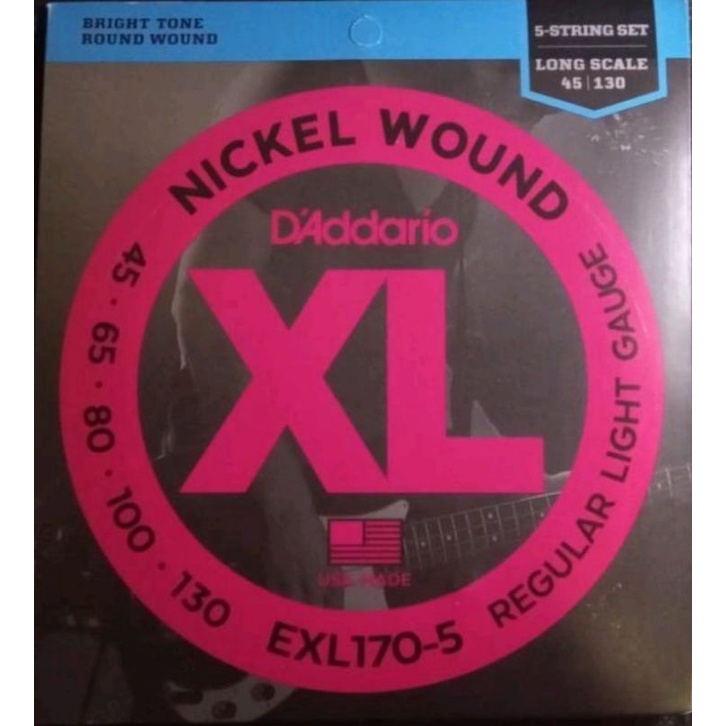 BRIGHT TONE
ROUND WOUND
5-STRING SET
LONG SCALE
45 | 130
NICKEL WOUND
D'Addario
XL
45 · 65 · 80 · 100 · 130
REGULAR LIGHT GAUGE
USA MADE
EXL170-5